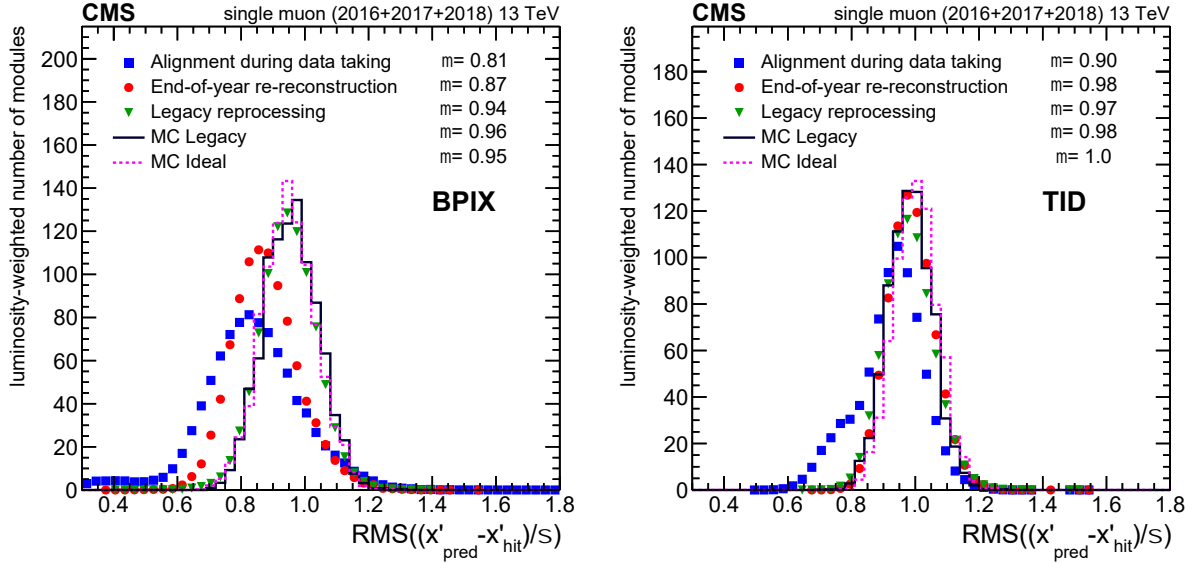 CMS single muon (2016+2017+2018) 13 TeV
luminosity-weighted number of modules
210
200
180
160
140
120
100
80
60
40
20
0
Alignment during data taking m= 0.81
End-of-year re-reconstruction m= 0.87
Legacy reprocessing m= 0.94
MC Legacy m= 0.96
MC Ideal m= 0.95
BPIX
0.4 0.6 0.8 1.0 1.2 1.4 1.6 1.8
RMS((x'pred-x'hit)/s
CMS single muon (2016+2017+2018) 13 TeV
luminosity-weighted number of modules
180
160
140
120
100
80
60
40
20
0
Alignment during data taking m= 0.90
End-of-year re-reconstruction m= 0.98
Legacy reprocessing m= 0.97
MC Legacy m= 0.98
MC Ideal m= 1.0
TID
0.4 0.6 0.8 1.0 1.2 1.4 1.6 1.8
RMS((x'pred-x'hit)/s